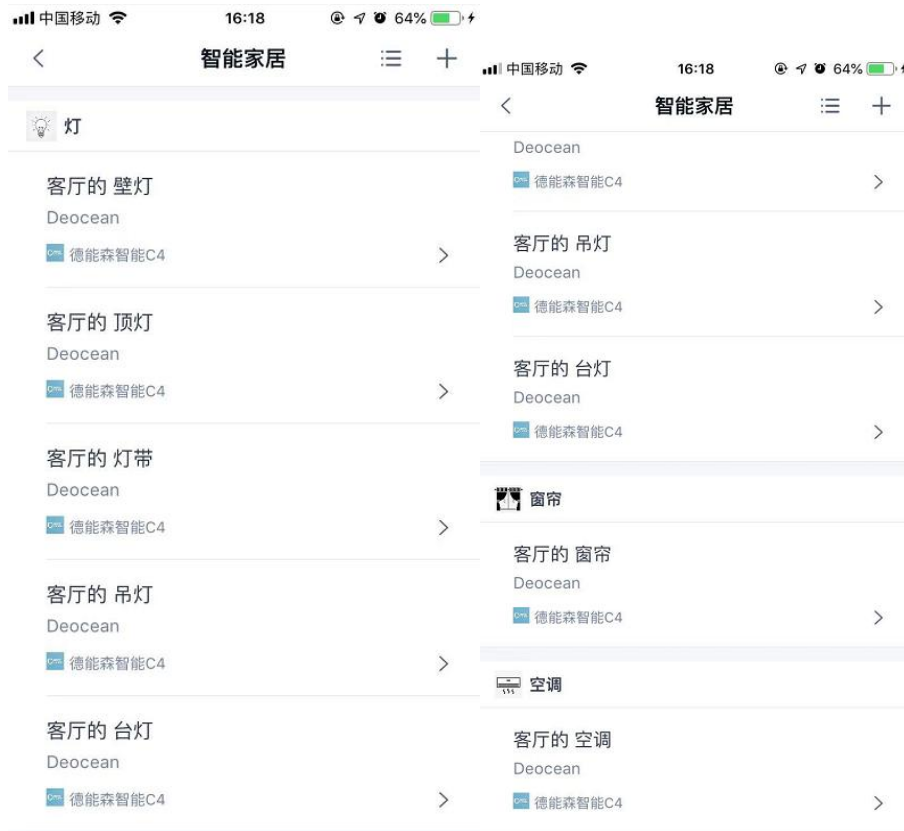 中国移动 16:18 64%
智能家居
灯
客厅的 壁灯
Deocean
德能森智能C4
客厅的 顶灯
Deocean
德能森智能C4
客厅的 灯带
Deocean
德能森智能C4
客厅的 吊灯
Deocean
德能森智能C4
客厅的 台灯
Deocean
德能森智能C4
中国移动 16:18 64%
智能家居
Deocean
德能森智能C4
客厅的 吊灯
Deocean
德能森智能C4
客厅的 台灯
Deocean
德能森智能C4
窗帘
客厅的 窗帘
Deocean
德能森智能C4
空调
客厅的 空调
Deocean
德能森智能C4